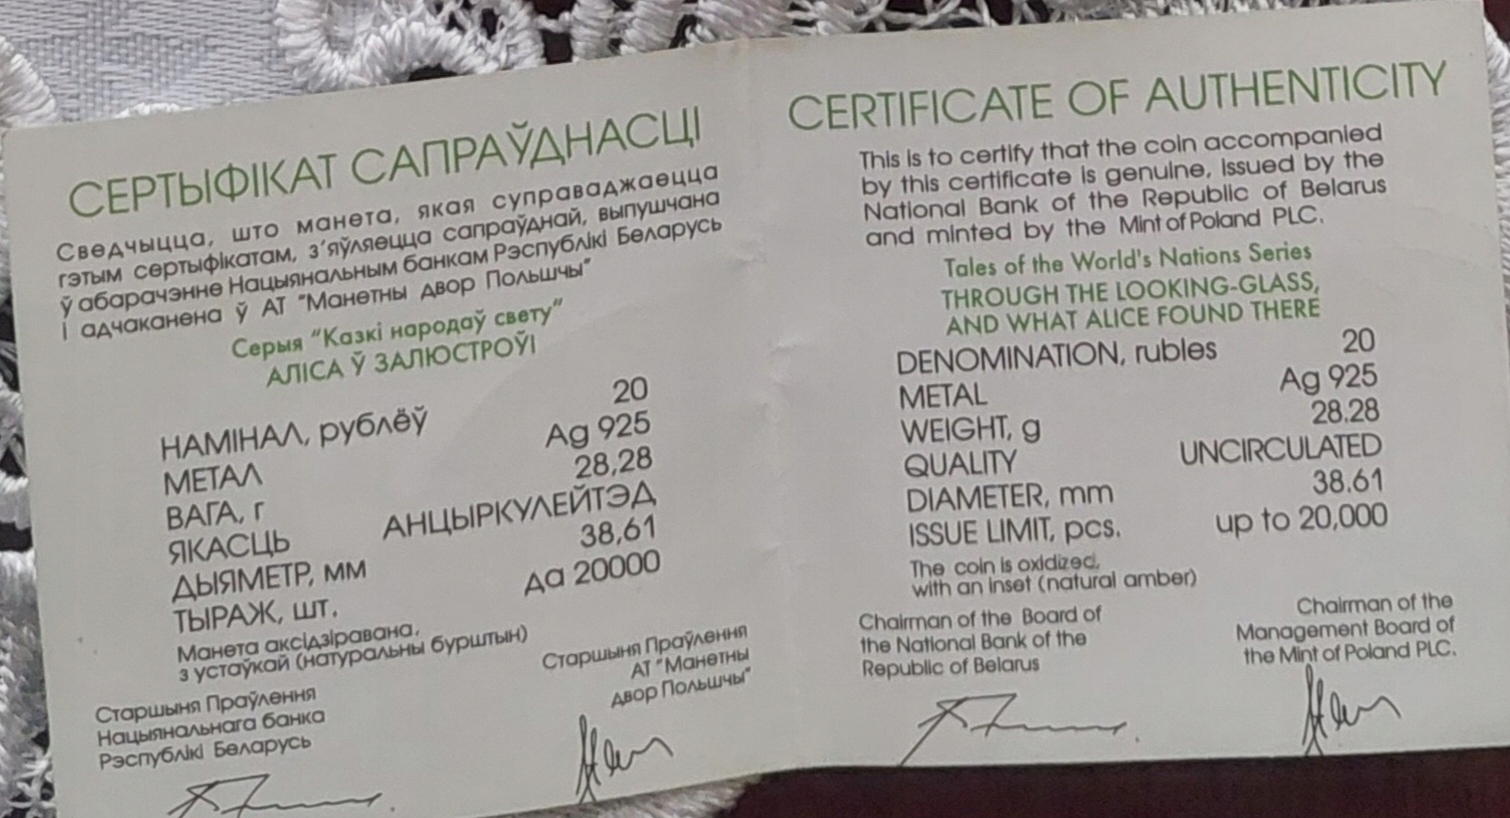 СЕРТЫФІКАТ САПРАЎДНАСЦІ
Сведчыцца, што манета, якая суправаджаецца
гэтым сертыфікатам, з'яўляецца сапраўднай, выпушчана
ў абарачэнне Нацыянальным банкам Рэспублікі Беларусь
і адчаканена ў АТ "Манетны двор Польшчы"
Серыя "Казкі народаў свету"
АЛІСА Ў ЗАЛЮСТРОЎІ
НАМІНАЛ, рублёў 20
МЕТАЛ Ag 925
ВАГА, г 28,28
ЯКАСЦЬ АНЦЫРКУЛЕЙТЭД
ДЫЯМЕТР, мм 38,61
ТЫРАЖ, шт. да 20000
Манета аксідзіравана,
з устаўкай (натуральны бурштын)
Старшыня Праўлення
Нацыянальнага банка
Рэспублікі Беларусь
Старшыня Праўлення
АТ "Манетны
двор Польшчы"
CERTIFICATE OF AUTHENTICITY
This is to certify that the coin accompanied
by this certificate is genuine, issued by the
National Bank of the Republic of Belarus
and minted by the Mint of Poland PLC.
Tales of the World's Nations Series
THROUGH THE LOOKING-GLASS,
AND WHAT ALICE FOUND THERE
DENOMINATION, rubles 20
METAL Ag 925
WEIGHT, g 28.28
QUALITY UNCIRCULATED
DIAMETER, mm 38.61
ISSUE LIMIT, pcs. up to 20,000
The coin is oxidized,
with an inset (natural amber)
Chairman of the Board of
the National Bank of the
Republic of Belarus
Chairman of the
Management Board of
the Mint of Poland PLC.